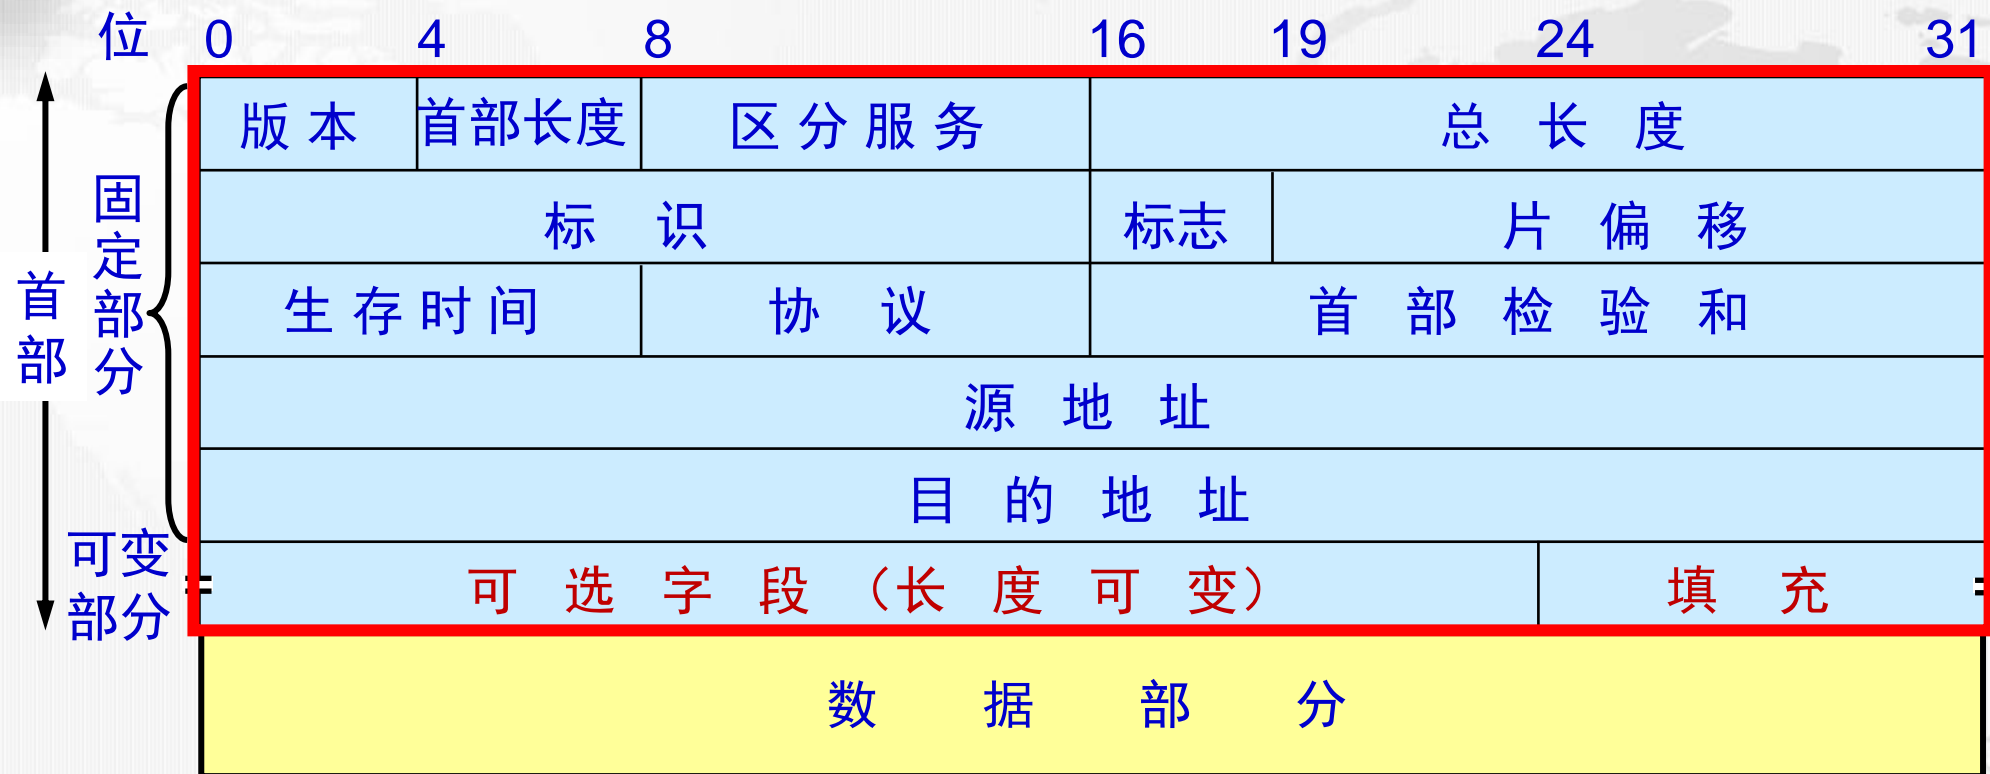 位 0 4 8 16 19 24 31
版本 首部长度 区分服务 总长度
标识 标志 片偏移
生存时间 协议 首部检验和
源地址
目的地址
可选字段（长度可变） 填充
数据部分
首部
固定部分
可变
部分